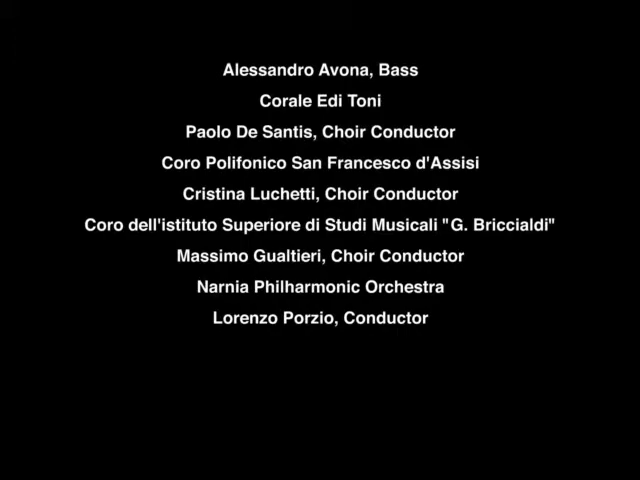 Alessandro Avona, Bass
Corale Edi Toni
Paolo De Santis, Choir Conductor
Coro Polifonico San Francesco d'Assisi
Cristina Luchetti, Choir Conductor
Coro dell'istituto Superiore di Studi Musicali "G. Briccialdi"
Massimo Gualtieri, Choir Conductor
Narnia Philharmonic Orchestra
Lorenzo Porzio, Conductor